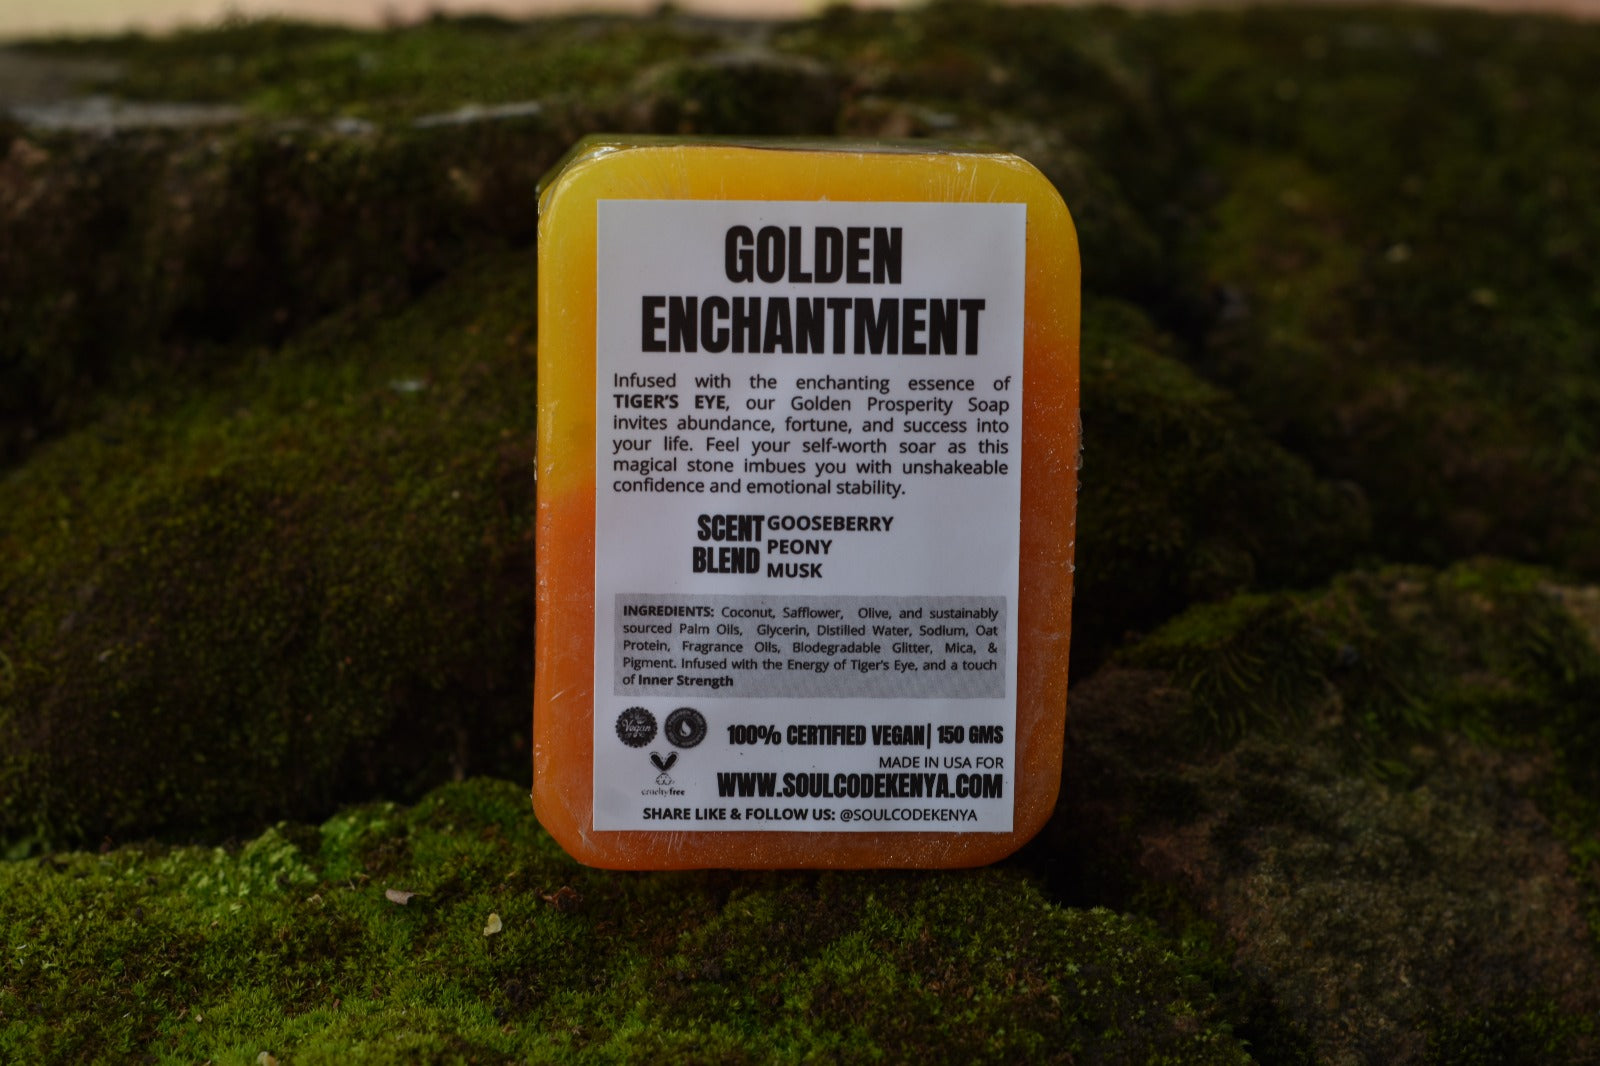 GOLDEN
ENCHANTMENT
Infused with the enchanting essence of
TIGER'S EYE, our Golden Prosperity Soap
invites abundance, fortune, and success into
your life. Feel your self-worth soar as this
magical stone imbues you with unshakeable
confidence and emotional stability.
SCENT BLEND
GOOSEBERRY
PEONY
MUSK
INGREDIENTS: Coconut, Safflower, Olive, and sustainably
sourced Palm Oils, Glycerin, Distilled Water, Sodium, Oat
Protein, Fragrance Oils, Biodegradable Glitter, Mica, &
Pigment. Infused with the Energy of Tiger's Eye, and a touch
of Inner Strength
Vegan
100% CERTIFIED VEGAN| 150 GMS
MADE IN USA FOR
crueltyfree
WWW.SOULCODEKENYA.COM
SHARE LIKE & FOLLOW US: @SOULCODEKENYA